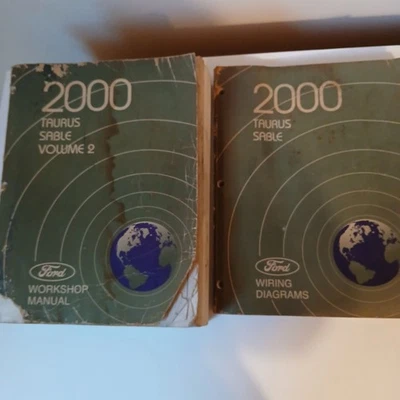 2000
TAURUS
SABLE
VOLUME 2
Ford
WORKSHOP
MANUAL
2000
TAURUS
SABLE
Ford
WIRING
DIAGRAMS